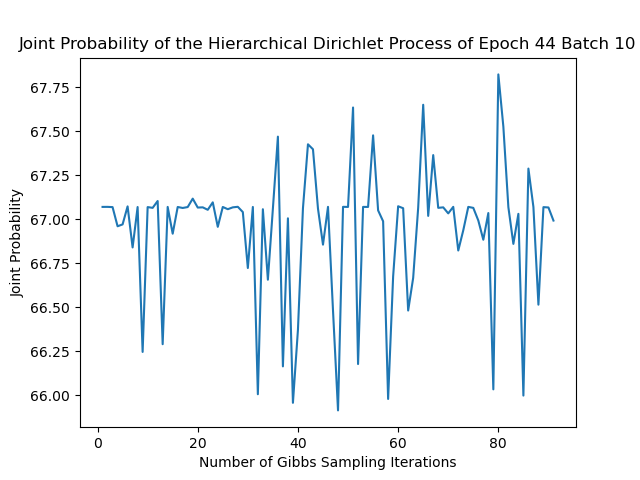 Joint Probability of the Hierarchical Dirichlet Process of Epoch 44 Batch 10
67.75
67.50
67.25
67.00
66.75
66.50
66.25
66.00
Joint Probability
0 20 40 60 80
Number of Gibbs Sampling Iterations